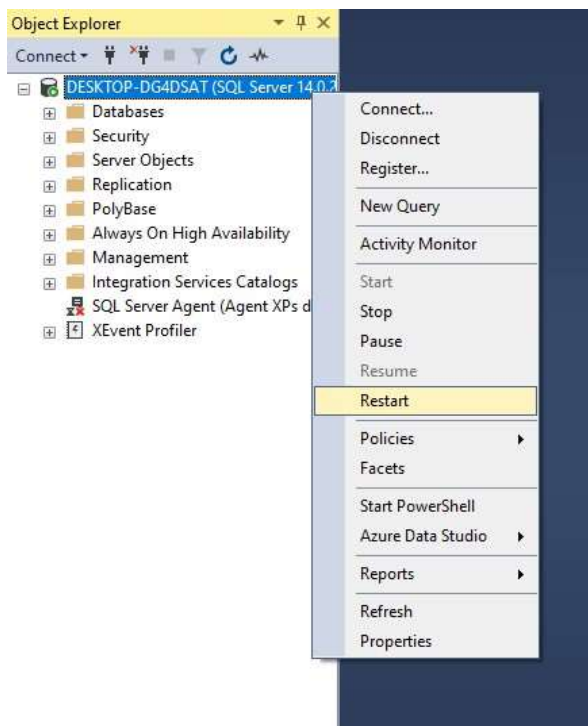 Object Explorer
Connect
DESKTOP-DG4DSAT (SQL Server 14.0.2
Databases
Security
Server Objects
Replication
PolyBase
Always On High Availability
Management
Integration Services Catalogs
SQL Server Agent (Agent XPs d
XEvent Profiler
Connect...
Disconnect
Register...
New Query
Activity Monitor
Start
Stop
Pause
Resume
Restart
Policies
Facets
Start PowerShell
Azure Data Studio
Reports
Refresh
Properties